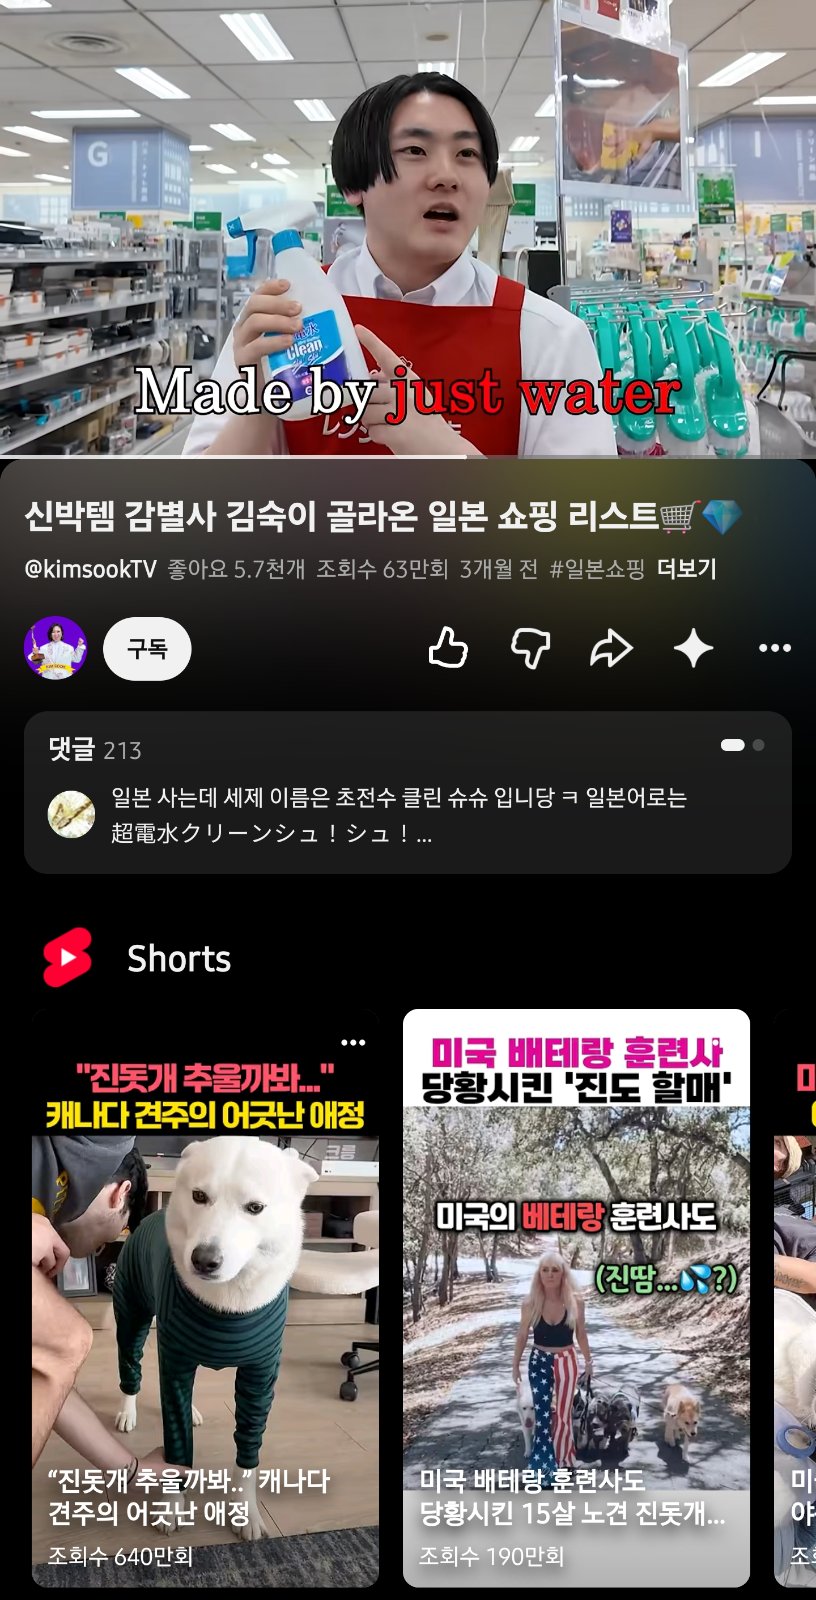 G
I
水
Clean
Shu! Shu!
Made by just water
신박템 감별사 김숙이 골라온 일본 쇼핑 리스트🛒💎
@kimsookTV 좋아요 5.7천개 조회수 63만회 3개월 전 #일본쇼핑 더보기
구독
댓글 213
일본 사는데 세제 이름은 초전수 클린 슈슈 입니당 ㅋ 일본어로는
超電水クリーンシュ！シュ！...
Shorts
"진돗개 추울까봐..."
캐나다 견주의 어긋난 애정
“진돗개 추울까봐..” 캐나다
견주의 어긋난 애정
조회수 640만회
미국 배테랑 훈련사
당황시킨 '진도 할매'
미국의 베테랑 훈련사도
(진땀...💦?)
미국 배테랑 훈련사도
당황시킨 15살 노견 진돗개...
조회수 190만회